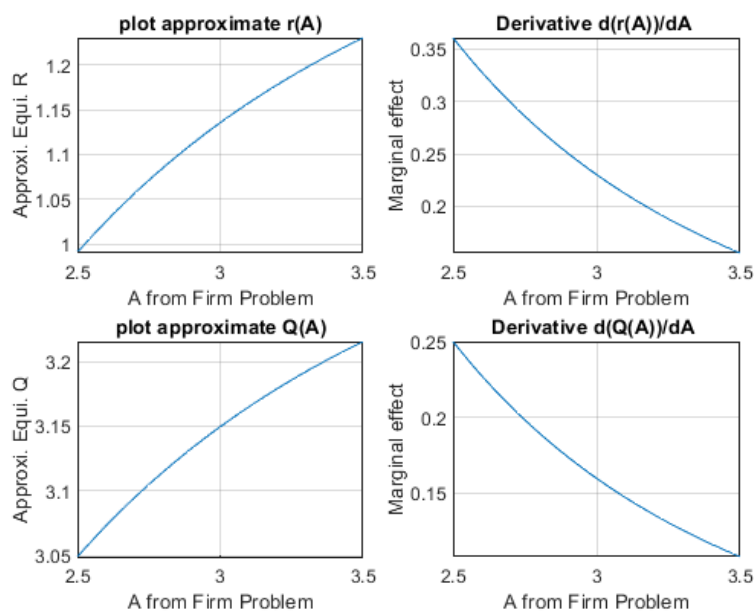 plot approximate r(A)
Approxi. Equi. R
1.2
1.15
1.1
1.05
1
2.5 3 3.5
A from Firm Problem
Derivative d(r(A))/dA
Marginal effect
0.35
0.3
0.25
0.2
2.5 3 3.5
A from Firm Problem
plot approximate Q(A)
Approxi. Equi. Q
3.2
3.15
3.1
3.05
2.5 3 3.5
A from Firm Problem
Derivative d(Q(A))/dA
Marginal effect
0.25
0.2
0.15
2.5 3 3.5
A from Firm Problem